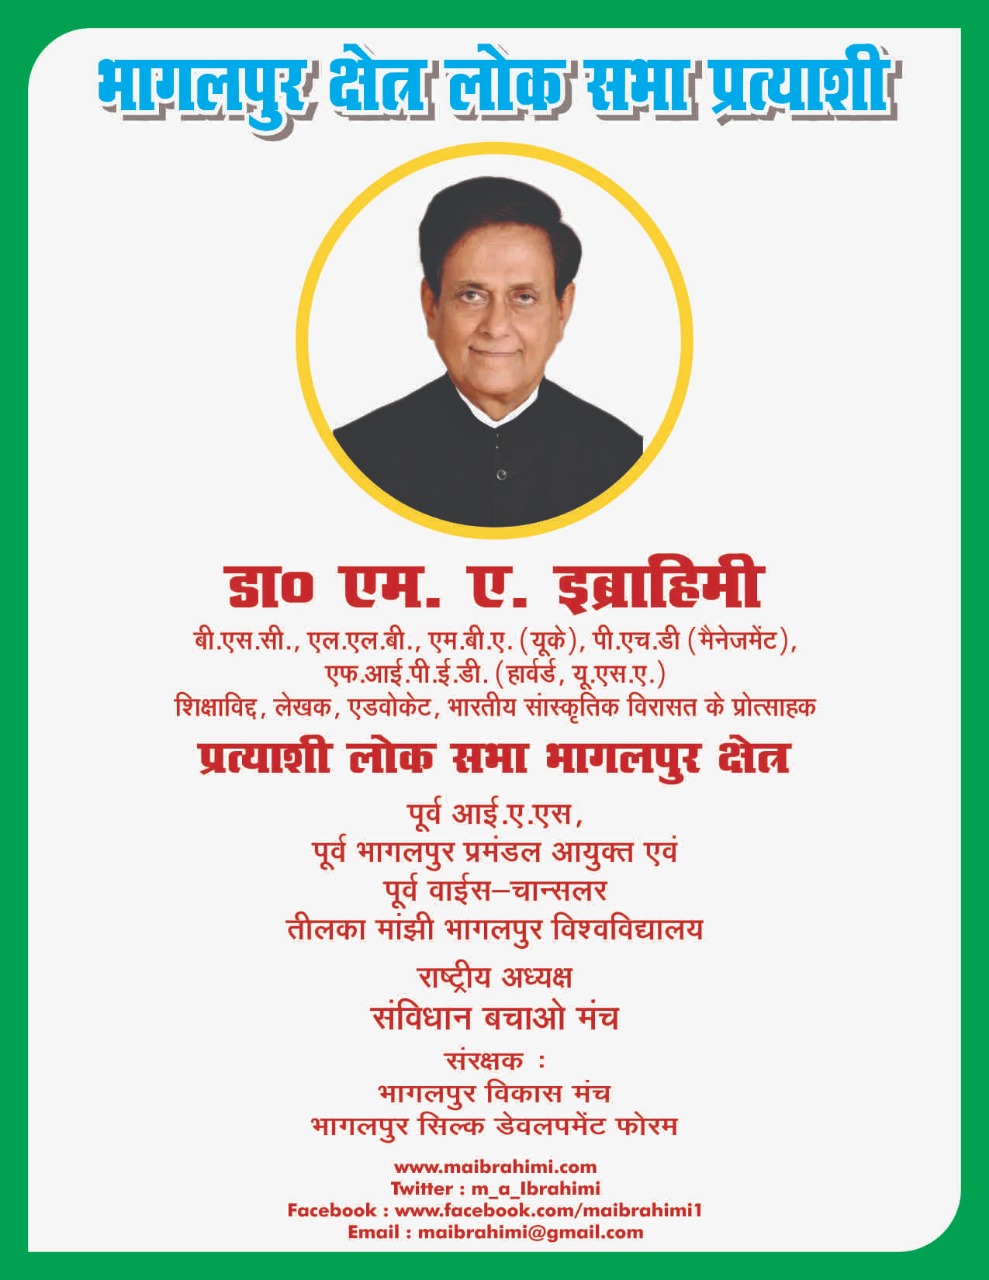 भागलपुर क्षेत्र लोक सभा प्रत्याशी
डा० एम. ए. इब्राहिमी
बी.एस.सी., एल.एल.बी., एम.बी.ए. (यूके), पी.एच.डी (मैनेजमेंट),
एफ.आई.पी.ई.डी. (हार्वर्ड, यू.एस.ए.)
शिक्षाविद्द, लेखक, एडवोकेट, भारतीय सांस्कृतिक विरासत के प्रोत्साहक
प्रत्याशी लोक सभा भागलपुर क्षेत्र
पूर्व आई.ए.एस,
पूर्व भागलपुर प्रमंडल आयुक्त एवं
पूर्व वाईस–चान्सलर
तीलका मांझी भागलपुर विश्वविद्यालय
राष्ट्रीय अध्यक्ष
संविधान बचाओ मंच
संरक्षक :
भागलपुर विकास मंच
भागलपुर सिल्क डेवलपमेंट फोरम
www.maibrahimi.com
Twitter : m_a_Ibrahimi
Facebook : www.facebook.com/maibrahimi1
Email : maibrahimi@gmail.com